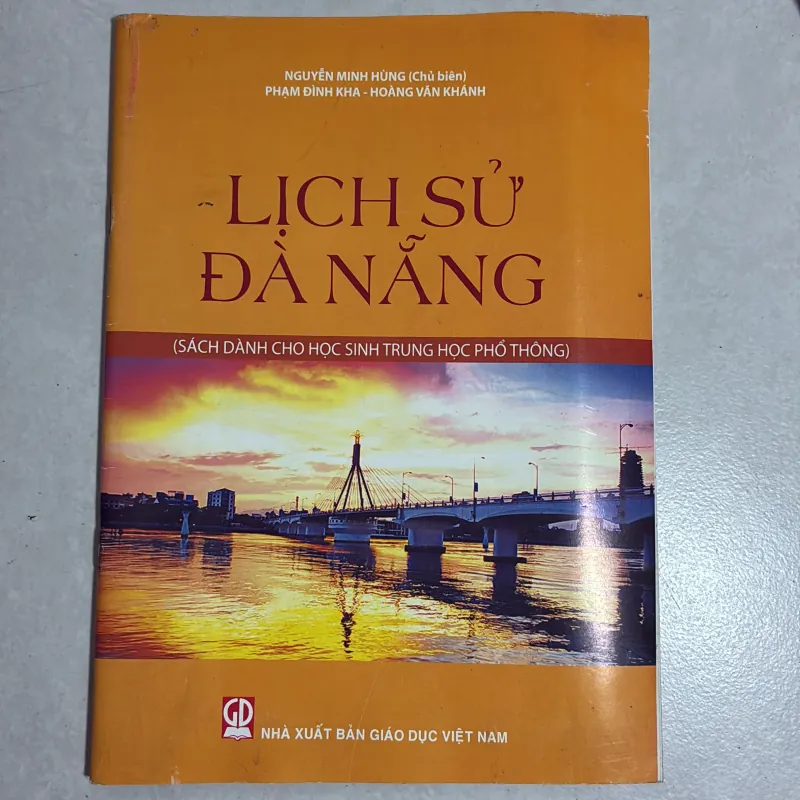 NGUYỄN MINH HÙNG (Chủ biên)
PHẠM ĐÌNH KHA - HOÀNG VĂN KHÁNH
LỊCH SỬ
ĐÀ NẴNG
(SÁCH DÀNH CHO HỌC SINH TRUNG HỌC PHỔ THÔNG)
GD
NHÀ XUẤT BẢN GIÁO DỤC VIỆT NAM